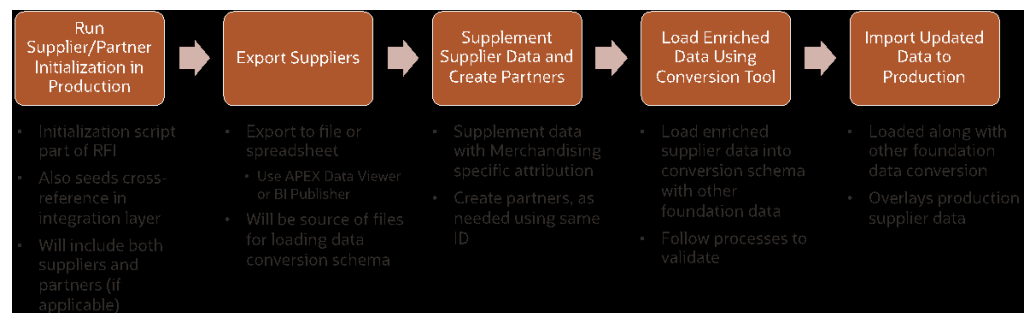 Run
Supplier/Partner
Initialization in
Production
Export Suppliers
Supplement
Supplier Data and
Create Partners
Load Enriched
Data Using
Conversion Tool
Import Updated
Data to
Production
• Initialization script
part of RFI
• Also seeds cross-
reference in
integration layer
• Will include both
suppliers and
partners (if
applicable)
• Export to file or
spreadsheet
• Use APEX Data Viewer
or BI Publisher
• Will be source of files
for loading data
conversion schema
• Supplement data
with Merchandising
specific attribution
• Create partners, as
needed using same
ID
• Load enriched
supplier data into
conversion schema
with other
foundation data
• Follow processes to
validate
• Loaded along with
other foundation
data conversion
• Overlays production
supplier data